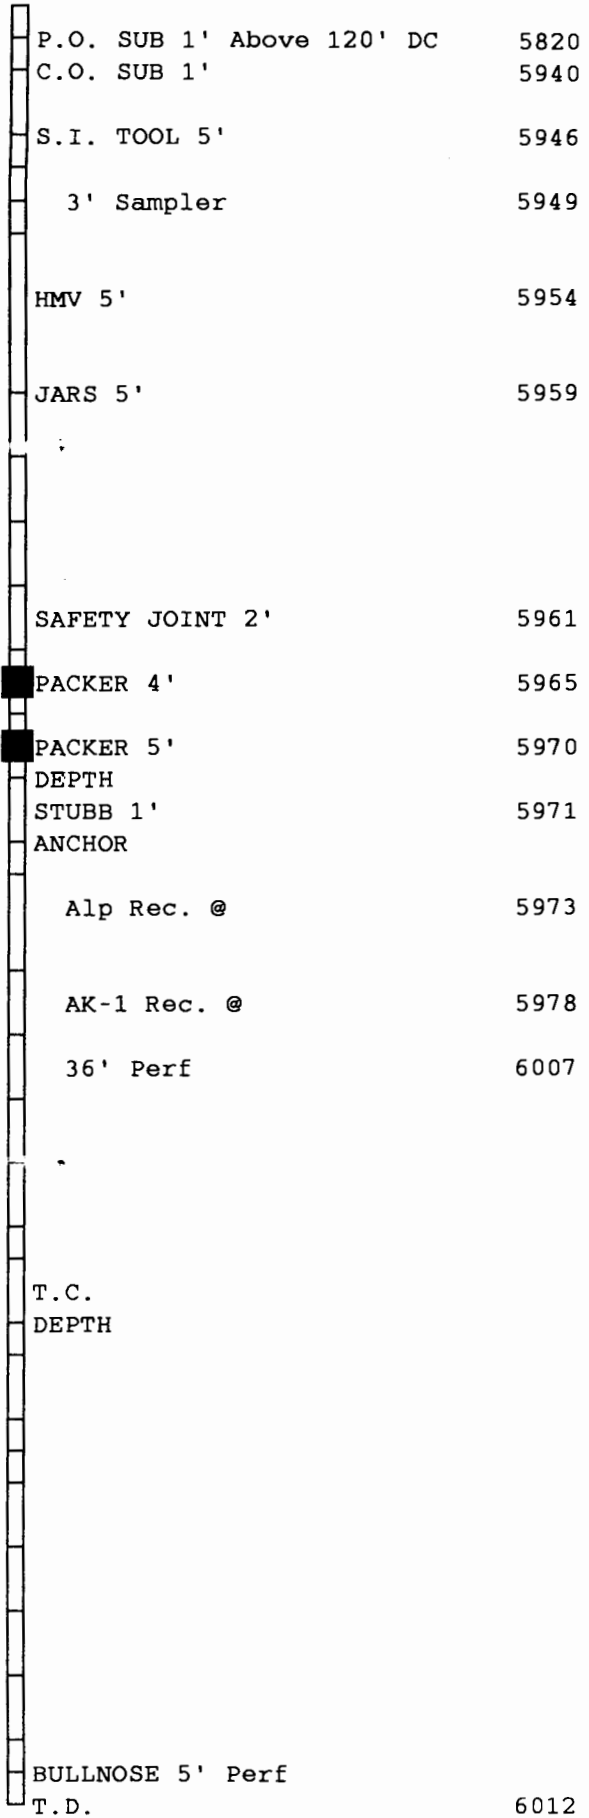 P.O. SUB 1' Above 120' DC 5820
C.O. SUB 1' 5940
S.I. TOOL 5' 5946
3' Sampler 5949
HMV 5' 5954
JARS 5' 5959
SAFETY JOINT 2' 5961
PACKER 4' 5965
PACKER 5' 5970
DEPTH
STUBB 1' 5971
ANCHOR
Alp Rec. @ 5973
AK-1 Rec. @ 5978
36' Perf 6007
T.C.
DEPTH
BULLNOSE 5' Perf
T.D. 6012